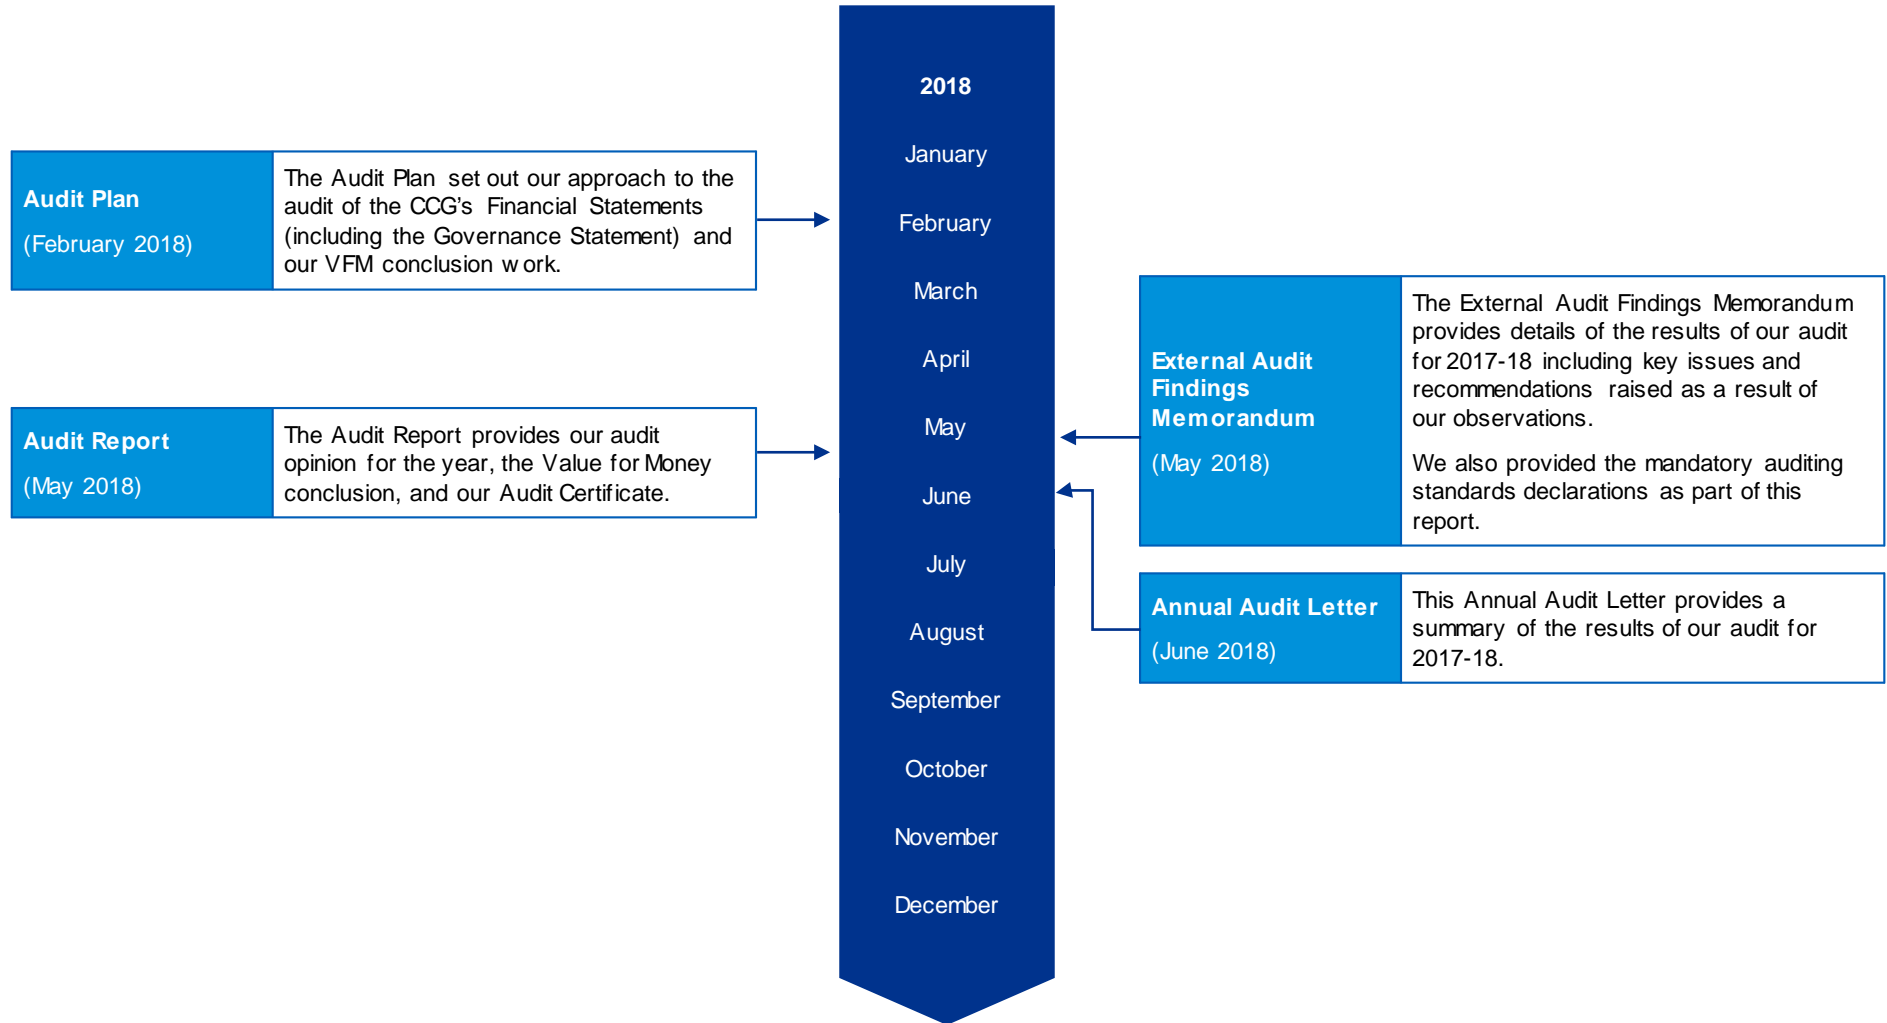 Audit Plan
(February 2018)
The Audit Plan set out our approach to the
audit of the CCG's Financial Statements
(including the Governance Statement) and
our VFM conclusion work.
Audit Report
(May 2018)
The Audit Report provides our audit
opinion for the year, the Value for Money
conclusion, and our Audit Certificate.
2018
January
February
March
April
May
June
July
August
September
October
November
December
External Audit
Findings
Memorandum
(May 2018)
The External Audit Findings Memorandum
provides details of the results of our audit
for 2017-18 including key issues and
recommendations raised as a result of
our observations.
We also provided the mandatory auditing
standards declarations as part of this
report.
Annual Audit Letter
(June 2018)
This Annual Audit Letter provides a
summary of the results of our audit for
2017-18.